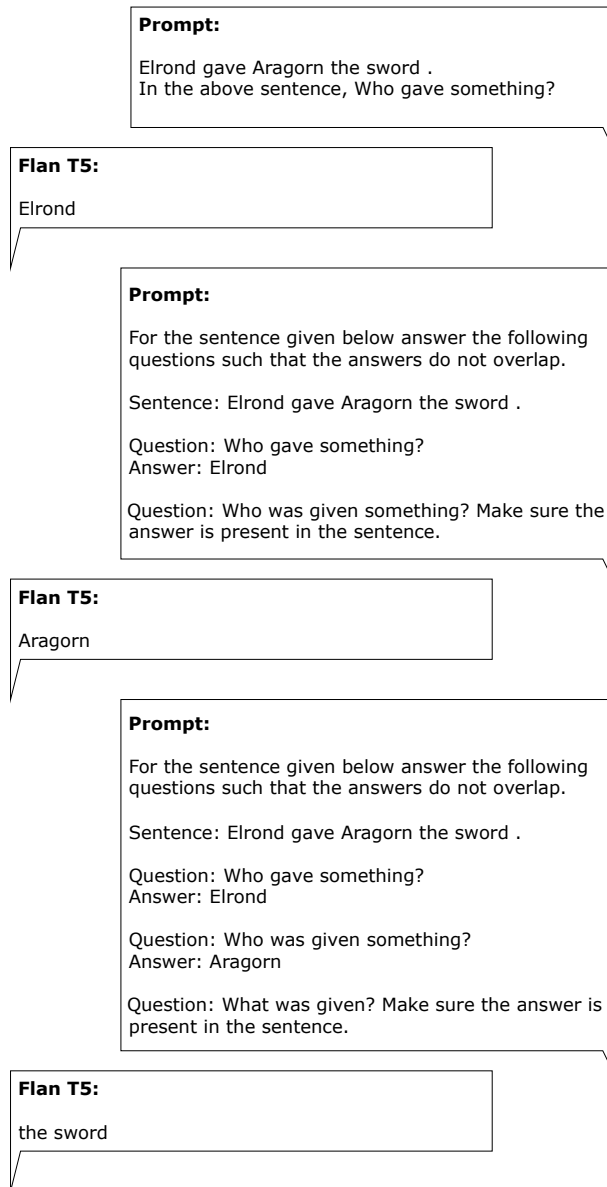 Prompt:
Elrond gave Aragorn the sword .
In the above sentence, Who gave something?
Flan T5:
Elrond
Prompt:
For the sentence given below answer the following
questions such that the answers do not overlap.
Sentence: Elrond gave Aragorn the sword .
Question: Who gave something?
Answer: Elrond
Question: Who was given something? Make sure the
answer is present in the sentence.
Flan T5:
Aragorn
Prompt:
For the sentence given below answer the following
questions such that the answers do not overlap.
Sentence: Elrond gave Aragorn the sword .
Question: Who gave something?
Answer: Elrond
Question: Who was given something?
Answer: Aragorn
Question: What was given? Make sure the answer is
present in the sentence.
Flan T5:
the sword